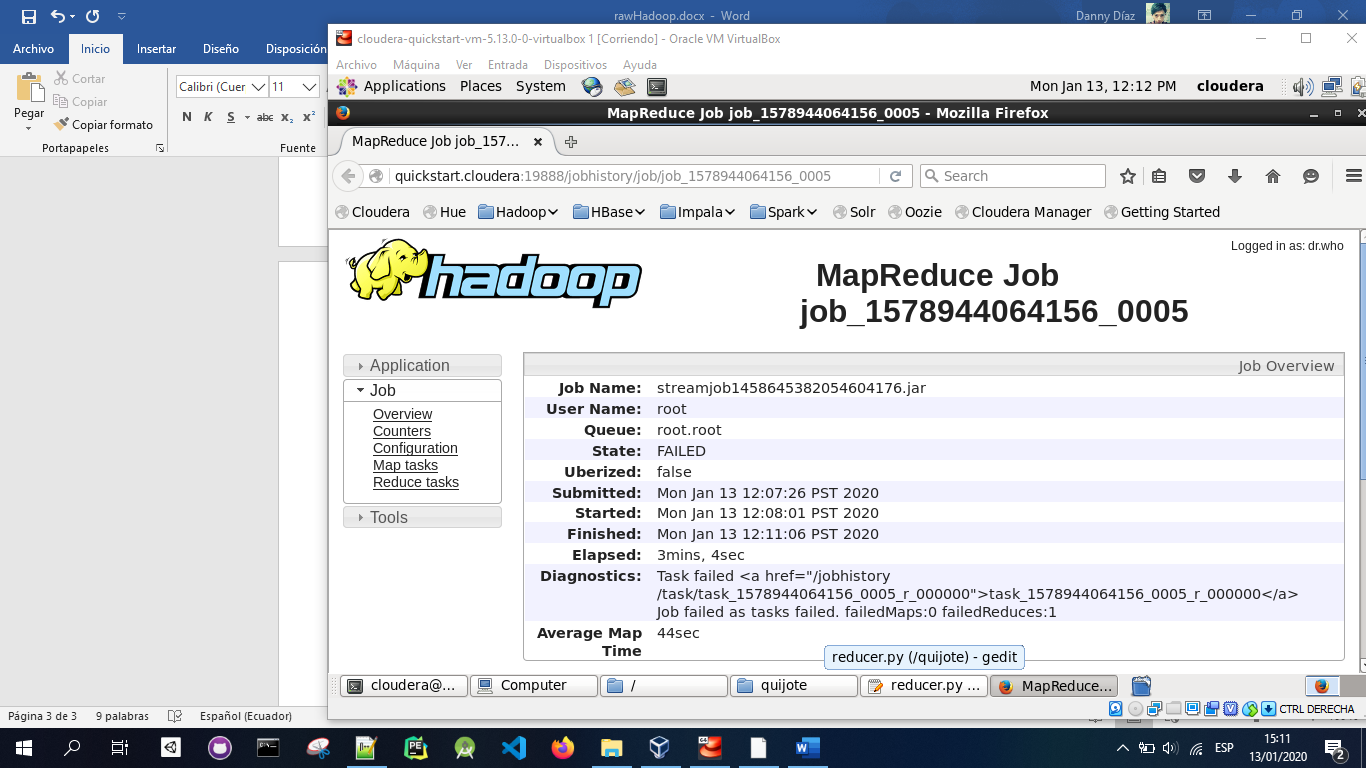 rawHadoop.docx - Word
Danny Díaz
Archivo Inicio Insertar Diseño Disposición
Pegar
Cortar
Copiar
Copiar formato
Portapapeles
Calibri (Cuer 11
N K S abc x₂ x²
Fuente
cloudera-quickstart-vm-5.13.0-0-virtualbox 1 [Corriendo] - Oracle VM VirtualBox
Archivo Máquina Ver Entrada Dispositivos Ayuda
Applications Places System
Mon Jan 13, 12:12 PM cloudera
MapReduce Job job_1578944064156_0005 - Mozilla Firefox
MapReduce Job job_157...
quickstart.cloudera:19888/jobhistory/job/job_1578944064156_0005
Search
Cloudera Hue Hadoop HBase Impala Spark Solr Oozie Cloudera Manager Getting Started
Logged in as: dr.who
hadoop
MapReduce Job
job_1578944064156_0005
Application
Job
Overview
Counters
Configuration
Map tasks
Reduce tasks
Tools
Job Overview
Job Name: streamjob1458645382054604176.jar
User Name: root
Queue: root.root
State: FAILED
Uberized: false
Submitted: Mon Jan 13 12:07:26 PST 2020
Started: Mon Jan 13 12:08:01 PST 2020
Finished: Mon Jan 13 12:11:06 PST 2020
Elapsed: 3mins, 4sec
Diagnostics: Task failed <a href="/jobhistory
/task/task_1578944064156_0005_r_000000">task_1578944064156_0005_r_000000</a>
Job failed as tasks failed. failedMaps:0 failedReduces:1
Average Map 44sec
Time
reducer.py (/quijote) - gedit
cloudera@... Computer / quijote reducer.py ... MapReduce...
Página 3 de 3 9 palabras Español (Ecuador)
CTRL DERECHA
ESP
15:11
13/01/2020
2